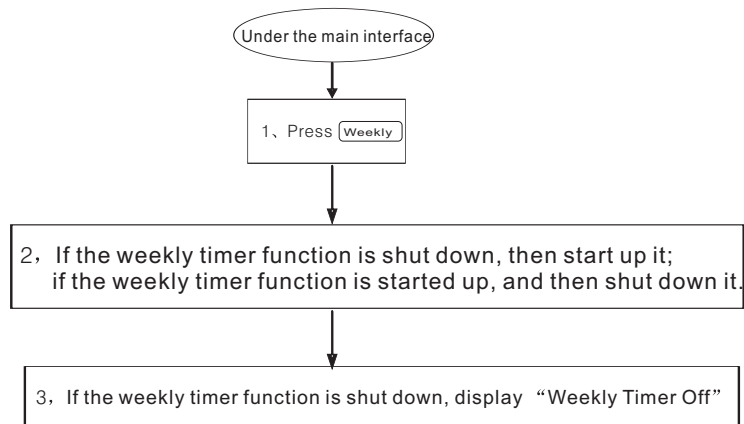 Under the main interface
1、Press Weekly
2，If the weekly timer function is shut down, then start up it;
if the weekly timer function is started up, and then shut down it.
3，If the weekly timer function is shut down, display “Weekly Timer Off”